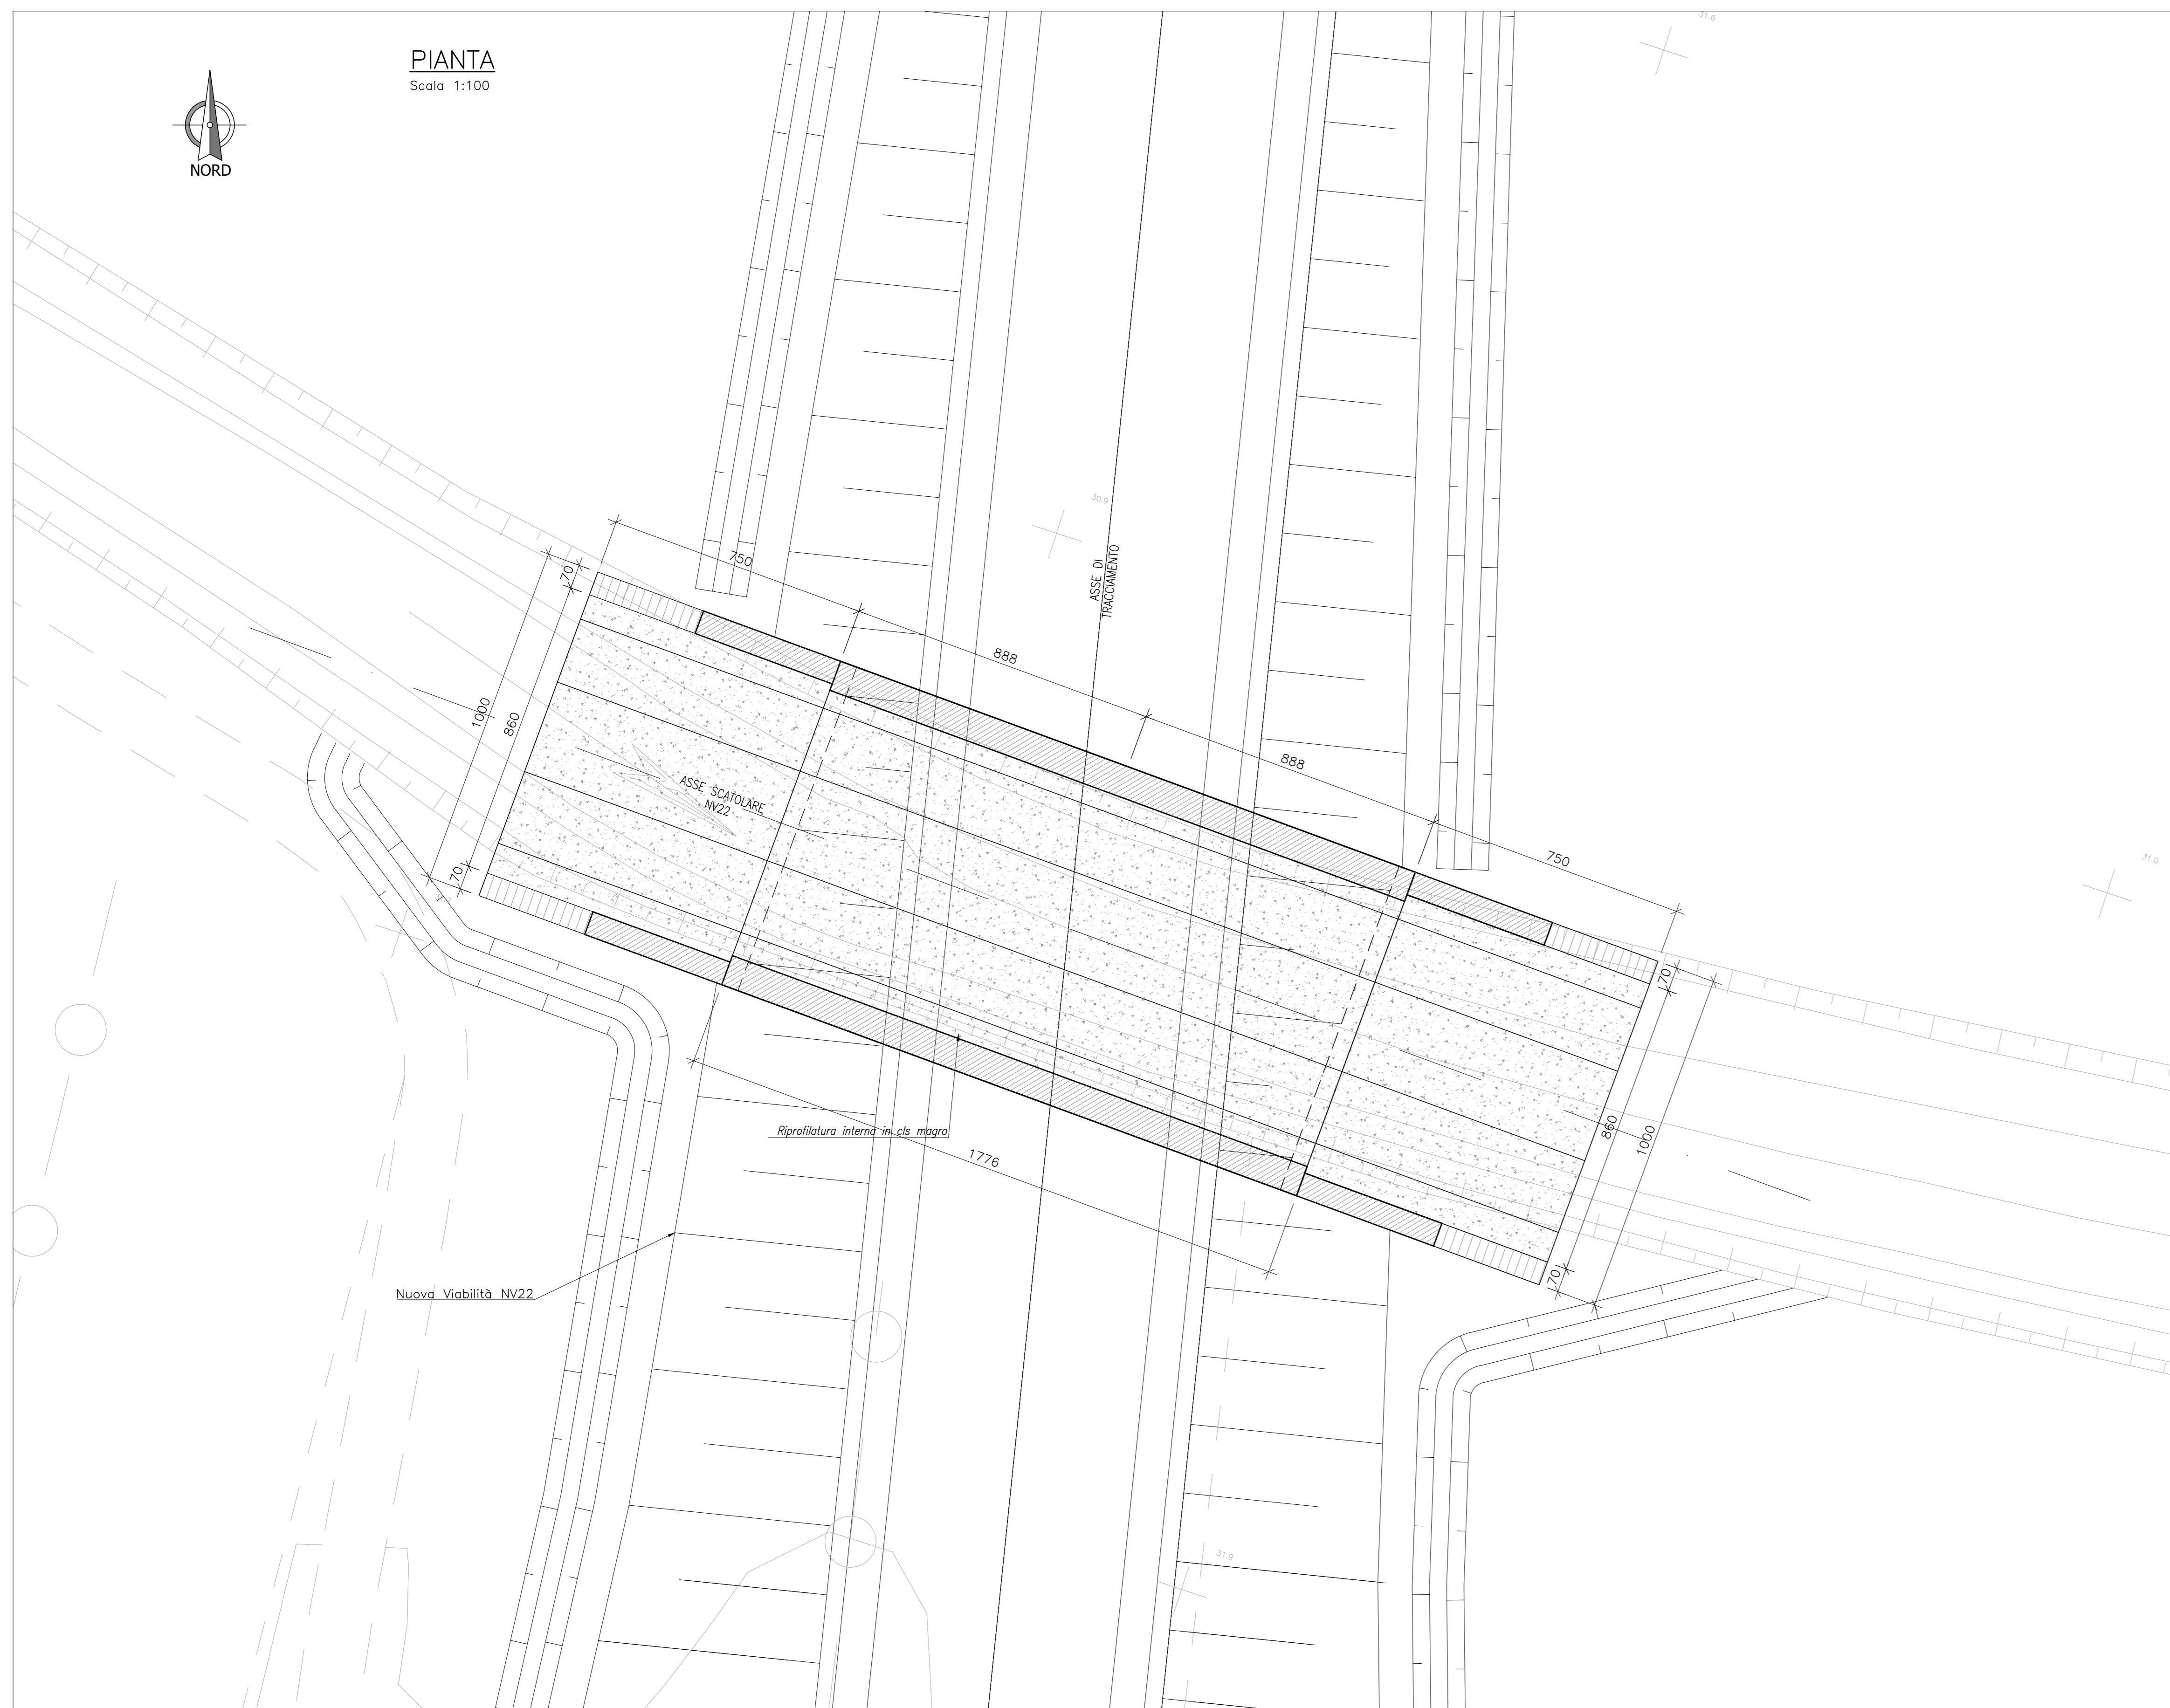 31.6
PIANTA
Scala 1:100
NORD
30.9
ASSE DI
TRACCIAMENTO
750
70
888
1000
860
888
ASSE SCATOLARE
NV22
750
31.0
70
70
860
1000
Riprofilatura interna in cls magro
1776
70
Nuova Viabilità NV22
31.9